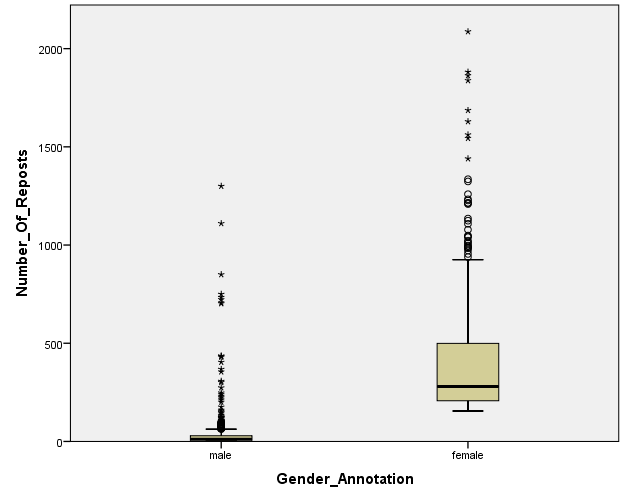 Number_Of_Reposts
2000
1500
1000
500
0
male
female
Gender_Annotation